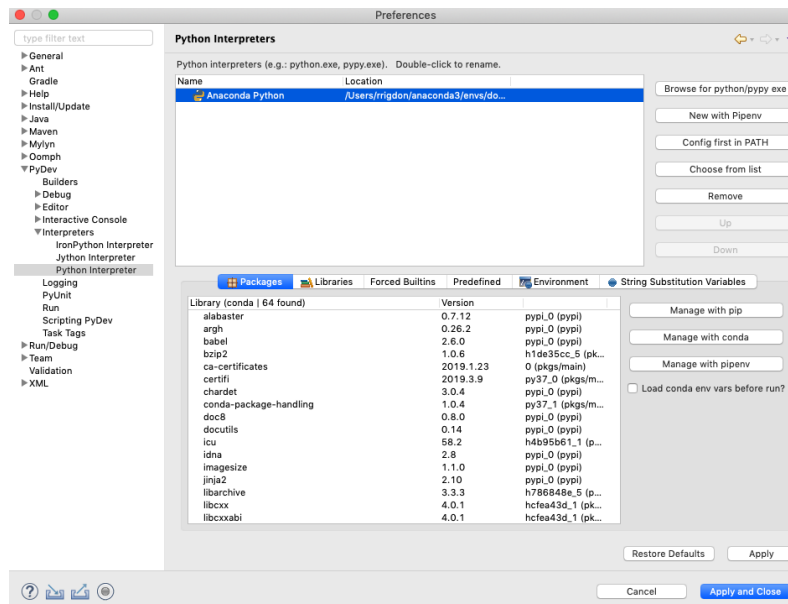 Preferences
type filter text
Python Interpreters
General
Ant
Gradle
Help
Install/Update
Java
Maven
Mylyn
Oomph
PyDev
Builders
Debug
Editor
Interactive Console
Interpreters
IronPython Interpreter
Jython Interpreter
Python Interpreter
Logging
PyUnit
Run
Scripting PyDev
Task Tags
Run/Debug
Team
Validation
XML
Python interpreters (e.g.: python.exe, pypy.exe). Double-click to rename.
Name Location
Anaconda Python /Users/rrigdon/anaconda3/envs/do...
Browse for python/pypy exe
New with Pipenv
Config first in PATH
Choose from list
Remove
Up
Down
Packages Libraries Forced Builtins Predefined Environment String Substitution Variables
Library (conda | 64 found) Version
alabaster 0.7.12 pypi_0 (pypi)
argh 0.26.2 pypi_0 (pypi)
babel 2.6.0 pypi_0 (pypi)
bzip2 1.0.6 h1de35cc_5 (pk...
ca-certificates 2019.1.23 0 (pkgs/main)
certifi 2019.3.9 py37_0 (pkgs/m...
chardet 3.0.4 pypi_0 (pypi)
conda-package-handling 1.0.4 py37_1 (pkgs/m...
doc8 0.8.0 pypi_0 (pypi)
docutils 0.14 pypi_0 (pypi)
icu 58.2 h4b95b61_1 (p...
idna 2.8 pypi_0 (pypi)
imagesize 1.1.0 pypi_0 (pypi)
jinja2 2.10 pypi_0 (pypi)
libarchive 3.3.3 h786848e_5 (p...
libcxx 4.0.1 hcfea43d_1 (pk...
libcxxabi 4.0.1 hcfea43d_1 (pk...
Manage with pip
Manage with conda
Manage with pipenv
Load conda env vars before run?
Restore Defaults Apply
Cancel Apply and Close